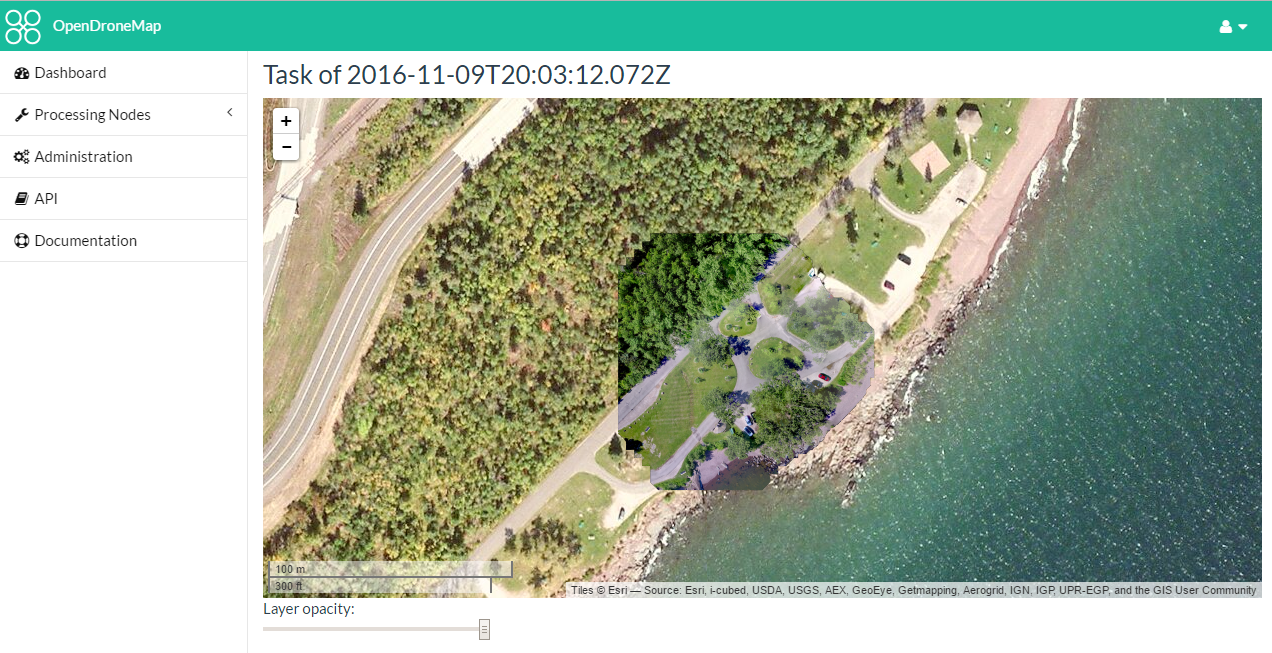 OpenDroneMap
Dashboard
Processing Nodes
Administration
API
Documentation
Task of 2016-11-09T20:03:12.072Z
+
-
100 m
300 ft
Tiles © Esri — Source: Esri, i-cubed, USDA, USGS, AEX, GeoEye, Getmapping, Aerogrid, IGN, IGP, UPR-EGP, and the GIS User Community
Layer opacity: